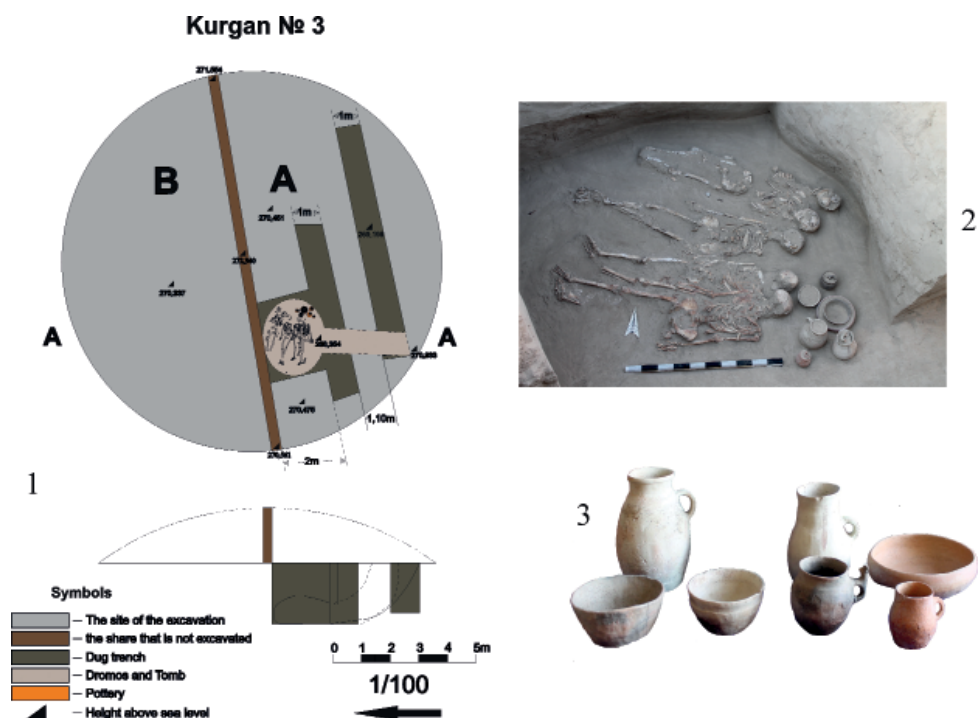 Kurgan № 3
1m
B
A
1m
A
A
1,10m
2m
1
2
3
Symbols
— The site of the excavation
— the share that is not excavated
— Dug trench
— Dromos and Tomb
— Pottery
— Height above sea level
0 1 2 3 4 5m
1/100